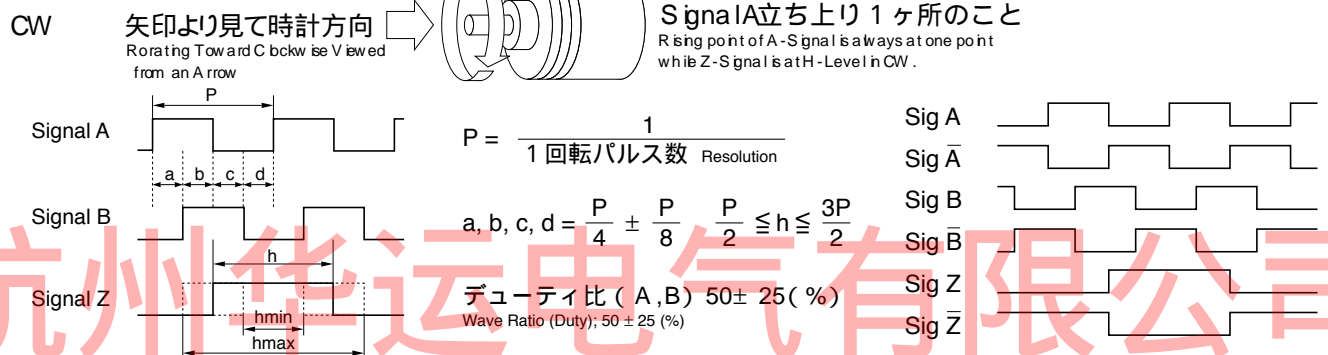 CW
矢印より見て時計方向
Rorating Toward Clockwise Viewed
from an Arrow
SignalA立ち上り1ヶ所のこと
Rising point of A-Signal is always at one point
while Z-Signal is at H-Level in CW.
P
Signal A
a b c d
Signal B
h
Signal Z
hmin
hmax
P = 1 / 1回転パルス数 Resolution
a, b, c, d = P/4 ± P/8 P/2 ≦ h ≦ 3P/2
デューティ比 ( A,B) 50± 25( %)
Wave Ratio (Duty); 50 ± 25 (%)
Sig A
Sig A̅
Sig B
Sig B̅
Sig Z
Sig Z̅
杭州华运电气有限公司